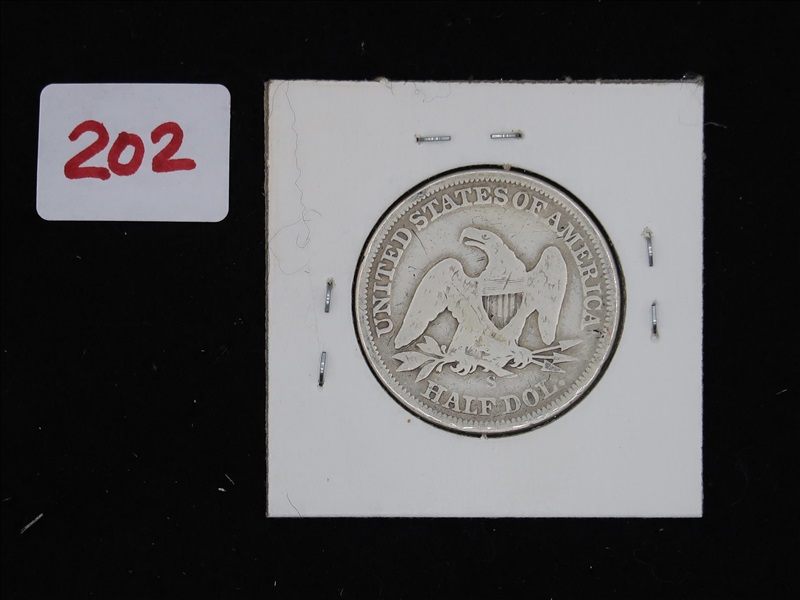 202
UNITED STATES OF AMERICA
S
HALF DOL.